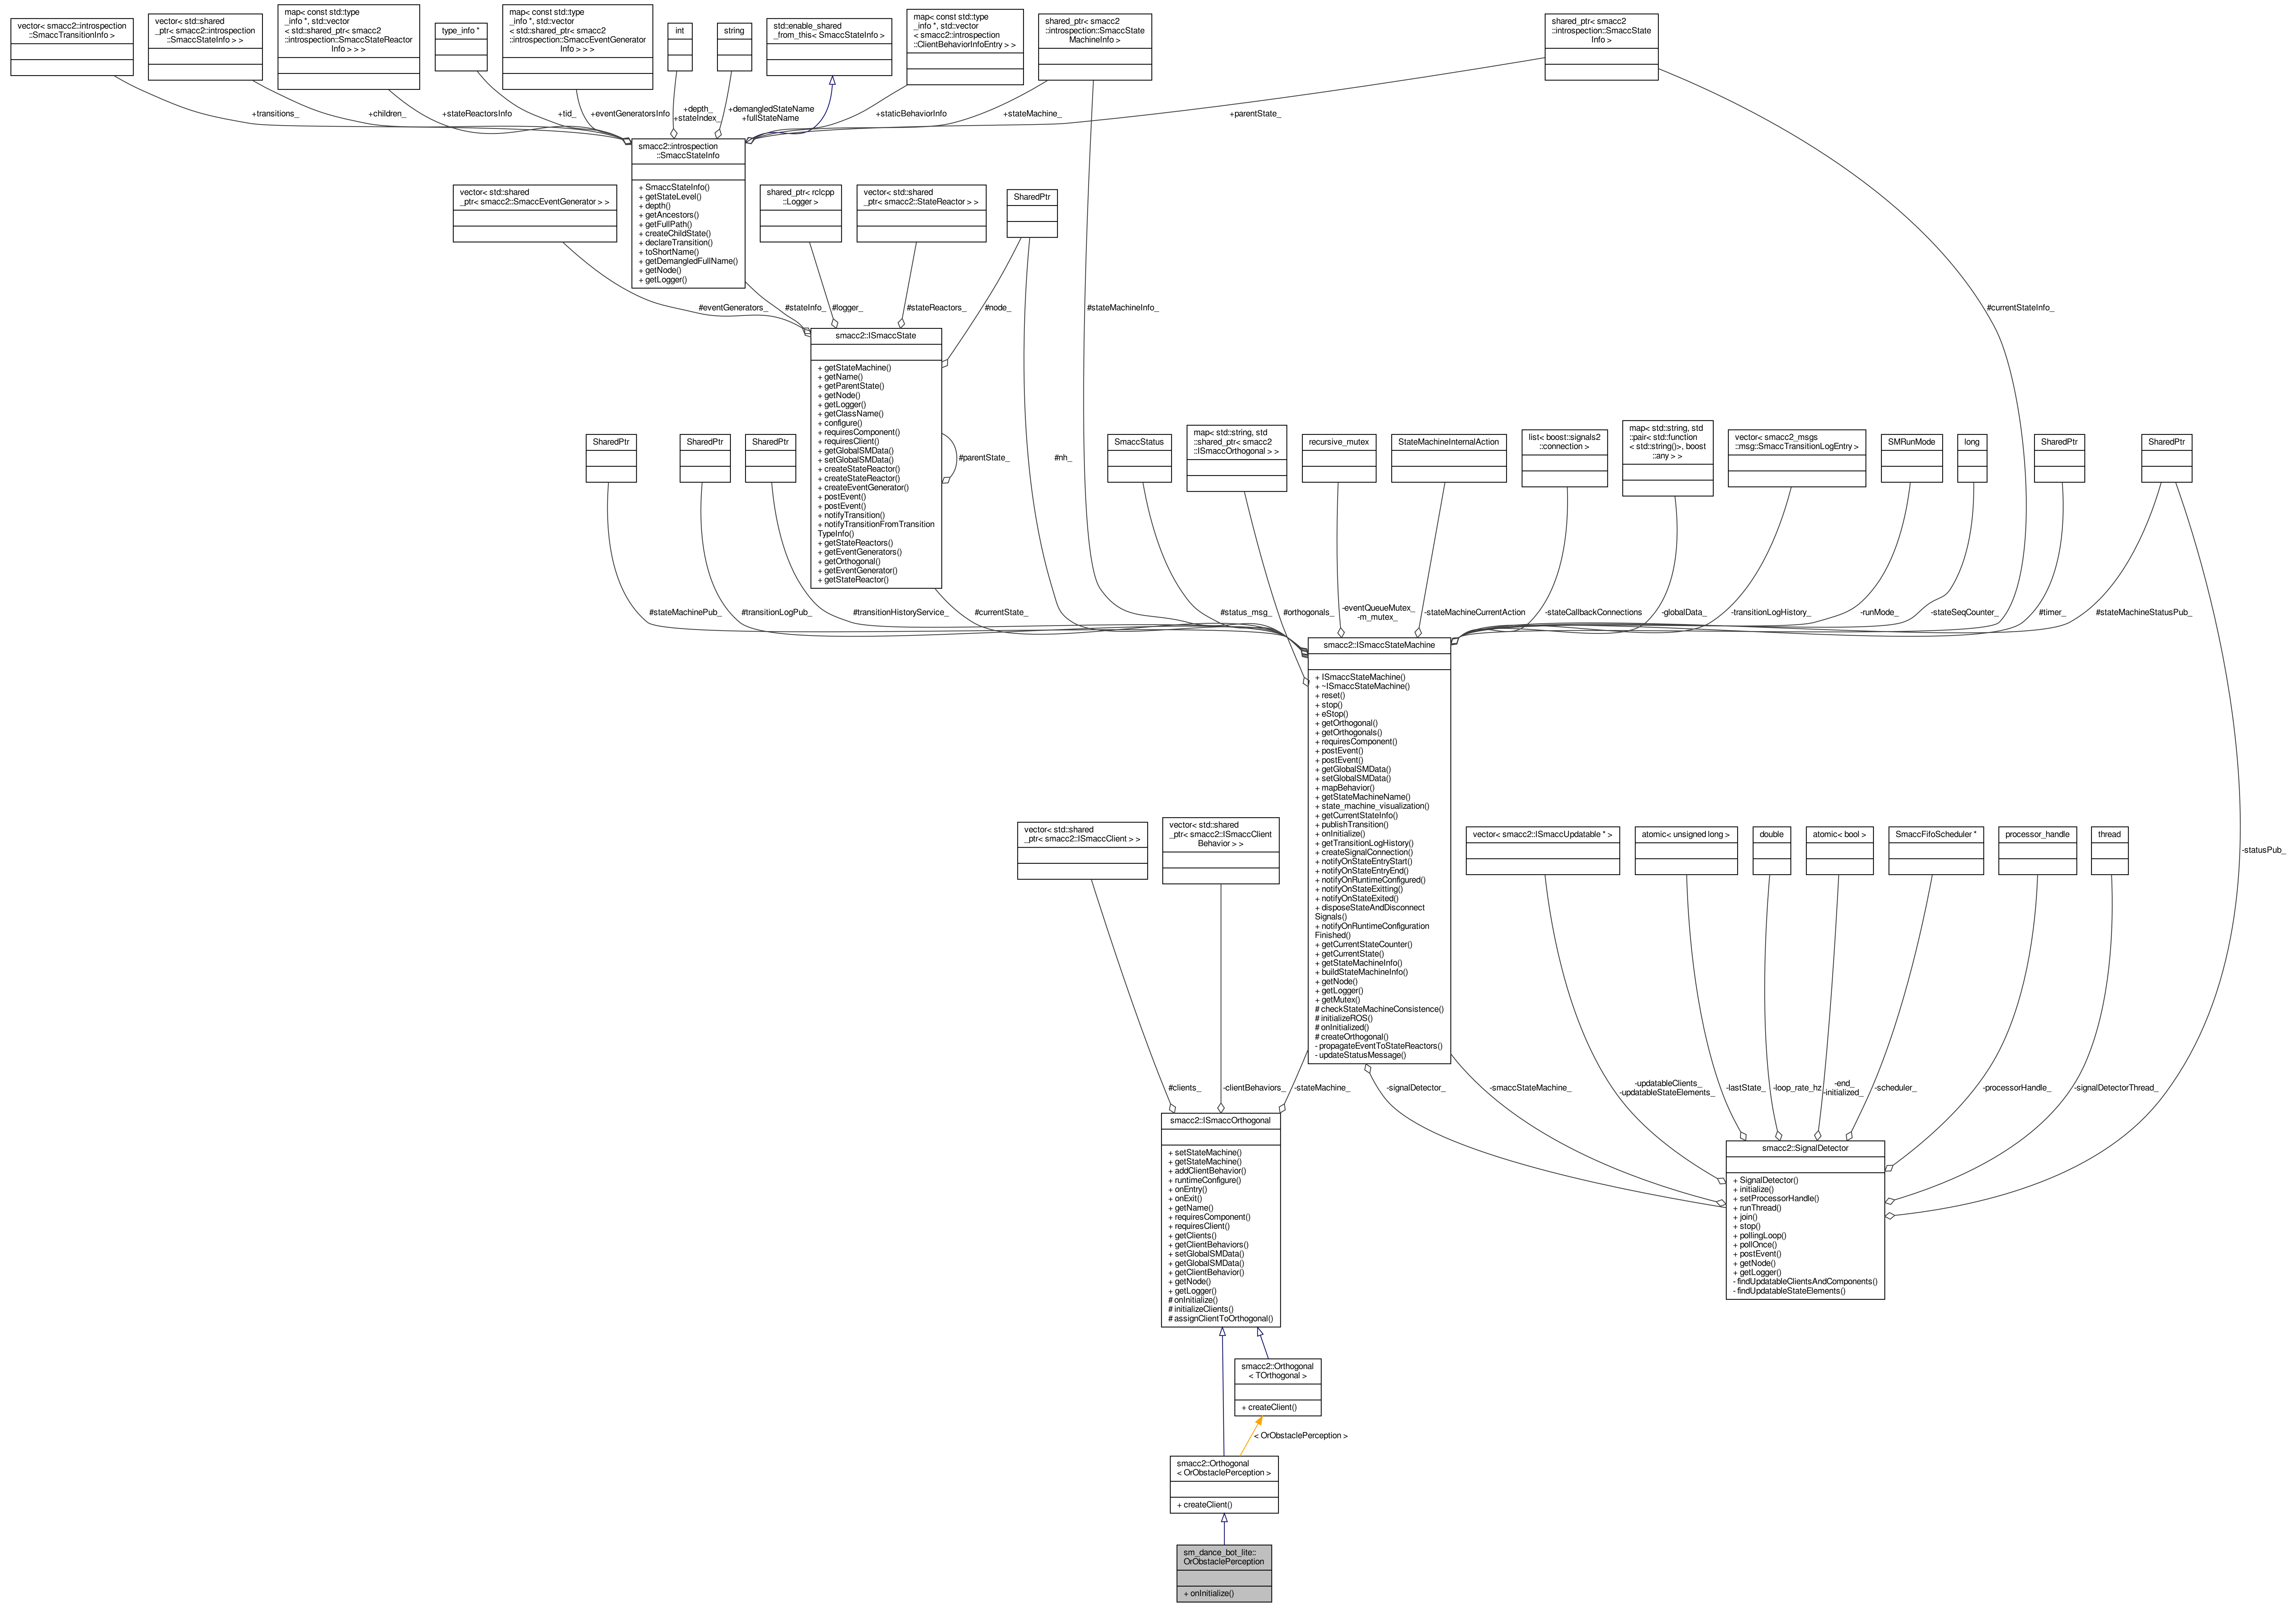 vector< smacc2::introspection
::SmaccTransitionInfo >
vector< std::shared
_ptr< smacc2::introspection
::SmaccStateInfo > >
map< const std::type
_info *, std::vector
< std::shared_ptr< smacc2
::introspection::SmaccStateReactor
Info > > >
type_info *
map< const std::type
_info *, std::vector
< std::shared_ptr< smacc2
::introspection::SmaccEventGenerator
Info > > >
int
string
std::enable_shared
_from_this< SmaccStateInfo >
map< const std::type
_info *, std::vector
< smacc2::introspection
::ClientBehaviorInfoEntry > >
shared_ptr< smacc2
::introspection::SmaccState
MachineInfo >
shared_ptr< smacc2
::introspection::SmaccState
Info >
+transitions_
+children_
+stateReactorsInfo
+tid_
+eventGeneratorsInfo
+depth_
+stateIndex_
+demangledStateName
+fullStateName
+staticBehaviorInfo
+stateMachine_
+parentState_
smacc2::introspection
::SmaccStateInfo
+ SmaccStateInfo()
+ getStateLevel()
+ depth()
+ getAncestors()
+ getFullPath()
+ createChildState()
+ declareTransition()
+ toShortName()
+ getDemangledFullName()
+ getNode()
+ getLogger()
vector< std::shared
_ptr< smacc2::SmaccEventGenerator > >
shared_ptr< rclcpp
::Logger >
vector< std::shared
_ptr< smacc2::StateReactor > >
SharedPtr
#eventGenerators_
#stateInfo_
#logger_
#stateReactors_
#node_
#stateMachineInfo_
#currentStateInfo_
smacc2::ISmaccState
+ getStateMachine()
+ getName()
+ getParentState()
+ getNode()
+ getLogger()
+ getClassName()
+ configure()
+ requiresComponent()
+ requiresClient()
+ getGlobalSMData()
+ setGlobalSMData()
+ createStateReactor()
+ createStateReactor()
+ createEventGenerator()
+ postEvent()
+ postEvent()
+ notifyTransition()
+ notifyTransitionFromTransition
TypeInfo()
+ getStateReactors()
+ getEventGenerators()
+ getOrthogonal()
+ getEventGenerator()
+ getStateReactor()
#parentState_
#nh_
SharedPtr
SharedPtr
SharedPtr
SmaccStatus
map< std::string, std
::shared_ptr< smacc2
::ISmaccOrthogonal > >
recursive_mutex
StateMachineInternalAction
list< boost::signals2
::connection >
map< std::string, std
::pair< std::function
< std::string()>, boost
::any > >
vector< smacc2_msgs
::msg::SmaccTransitionLogEntry >
SMRunMode
long
SharedPtr
SharedPtr
#stateMachinePub_
#transitionLogPub_
#transitionHistoryService_
#currentState_
#status_msg_
#orthogonals_
-eventQueueMutex_
-m_mutex_
-stateMachineCurrentAction
-stateCallbackConnections
-globalData_
-transitionLogHistory_
-runMode_
-stateSeqCounter_
#timer_
#stateMachineStatusPub_
smacc2::ISmaccStateMachine
+ ISmaccStateMachine()
+ ~ISmaccStateMachine()
+ reset()
+ stop()
+ eStop()
+ getOrthogonal()
+ getOrthogonals()
+ requiresComponent()
+ postEvent()
+ postEvent()
+ getGlobalSMData()
+ setGlobalSMData()
+ mapBehavior()
+ getStateMachineName()
+ state_machine_visualization()
+ getCurrentStateInfo()
+ publishTransition()
+ onInitialize()
+ getTransitionLogHistory()
+ createSignalConnection()
+ notifyOnStateEntryStart()
+ notifyOnStateEntryEnd()
+ notifyOnRuntimeConfigured()
+ notifyOnStateExitting()
+ notifyOnStateExited()
+ disposeStateAndDisconnect
Signals()
+ notifyOnRuntimeConfiguration
Finished()
+ getCurrentStateCounter()
+ getCurrentState()
+ getStateMachineInfo()
+ buildStateMachineInfo()
+ getNode()
+ getLogger()
+ getMutex()
# checkStateMachineConsistence()
# initializeROS()
# onInitialized()
# createOrthogonal()
- propagateEventToStateReactors()
- updateStatusMessage()
-statusPub_
vector< std::shared
_ptr< smacc2::ISmaccClient > >
vector< std::shared
_ptr< smacc2::ISmaccClient
Behavior > >
vector< smacc2::ISmaccUpdatable * >
atomic< unsigned long >
double
atomic< bool >
SmaccFifoScheduler *
processor_handle
thread
#clients_
-clientBehaviors_
-stateMachine_
-signalDetector_
-smaccStateMachine_
-updatableClients_
-updatableStateElements_
-lastState_
-loop_rate_hz
-end_
-initialized_
-scheduler_
-processorHandle_
-signalDetectorThread_
smacc2::ISmaccOrthogonal
+ setStateMachine()
+ getStateMachine()
+ addClientBehavior()
+ runtimeConfigure()
+ onEntry()
+ onExit()
+ getName()
+ requiresComponent()
+ requiresClient()
+ getClients()
+ getClientBehaviors()
+ setGlobalSMData()
+ getGlobalSMData()
+ getClientBehavior()
+ getNode()
+ getLogger()
# onInitialize()
# initializeClients()
# assignClientToOrthogonal()
smacc2::SignalDetector
+ SignalDetector()
+ initialize()
+ setProcessorHandle()
+ runThread()
+ join()
+ stop()
+ pollingLoop()
+ pollOnce()
+ postEvent()
+ getNode()
+ getLogger()
- findUpdatableClientsAndComponents()
- findUpdatableStateElements()
smacc2::Orthogonal
< TOrthogonal >
+ createClient()
< OrObstaclePerception >
smacc2::Orthogonal
< OrObstaclePerception >
+ createClient()
sm_dance_bot_lite::
OrObstaclePerception
+ onInitialize()